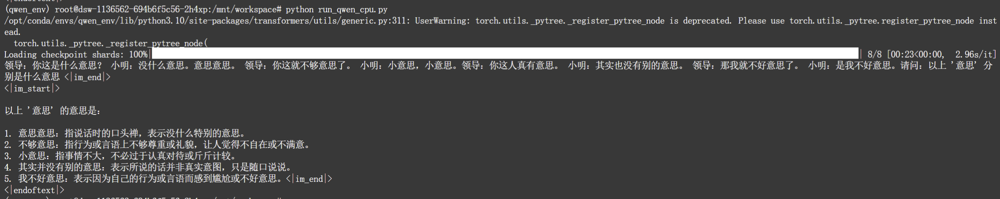 (qwen_env) root@dsw-1136562-694b6f5c56-2h4xp:/mnt/workspace# python run_qwen_cpu.py
/opt/conda/envs/qwen_env/lib/python3.10/site-packages/transformers/utils/generic.py:311: UserWarning: torch.utils._pytree._register_pytree_node is deprecated. Please use torch.utils._pytree.register_pytree_node inst
ead.
  torch.utils._pytree._register_pytree_node(
Loading checkpoint shards: 100%| | 8/8 [00:23<00:00,  2.96s/it]
领导：你这是什么意思？ 小明：没什么意思。意思意思。 领导：你这就不够意思了。 小明：小意思，小意思。领导：你这人真有意思。 小明：其实也没有别的意思。 领导：那我就不好意思了。 小明：是我不好意思。请问：以上 '意思' 分
别是什么意思 <|im_end|>
<|im_start|>
以上 '意思' 的意思是：
1. 意思意思：指说话时的口头禅，表示没什么特别的意思。
2. 不够意思：指行为或言语上不够尊重或礼貌，让人觉得不自在或不满意。
3. 小意思：指事情不大，不必过于认真对待或斤斤计较。
4. 其实并没有别的意思：表示所说的话并非真实意图，只是随口说说。
5. 我不好意思：表示因为自己的行为或言语而感到尴尬或不好意思。<|im_end|>
<|endoftext|>